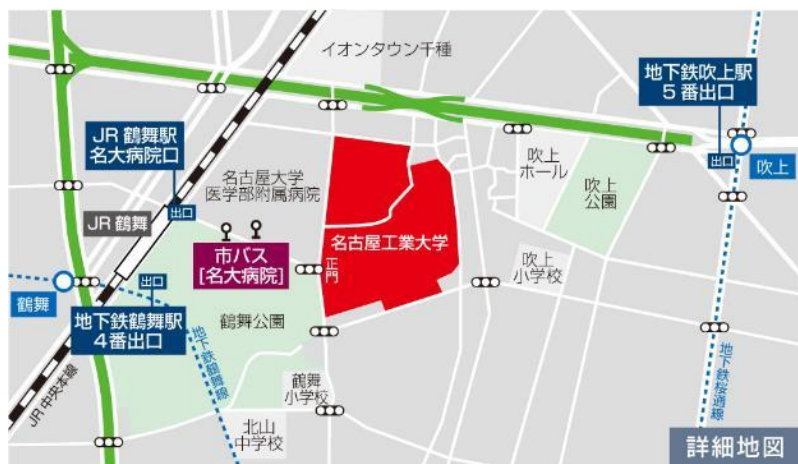 イオンタウン千種
地下鉄吹上駅
5番出口
JR 鶴舞駅
名大病院口
出口
吹上
名古屋大学
医学部附属病院
吹上
ホール
吹上
公園
出口
JR 鶴舞
市バス
[名大病院]
正門
名古屋工業大学
吹上
小学校
出口
鶴舞
地下鉄鶴舞駅
4番出口
鶴舞公園
地下鉄鶴舞線
地下鉄桜通線
JR 中央本線
鶴舞
小学校
北山
中学校
詳細地図